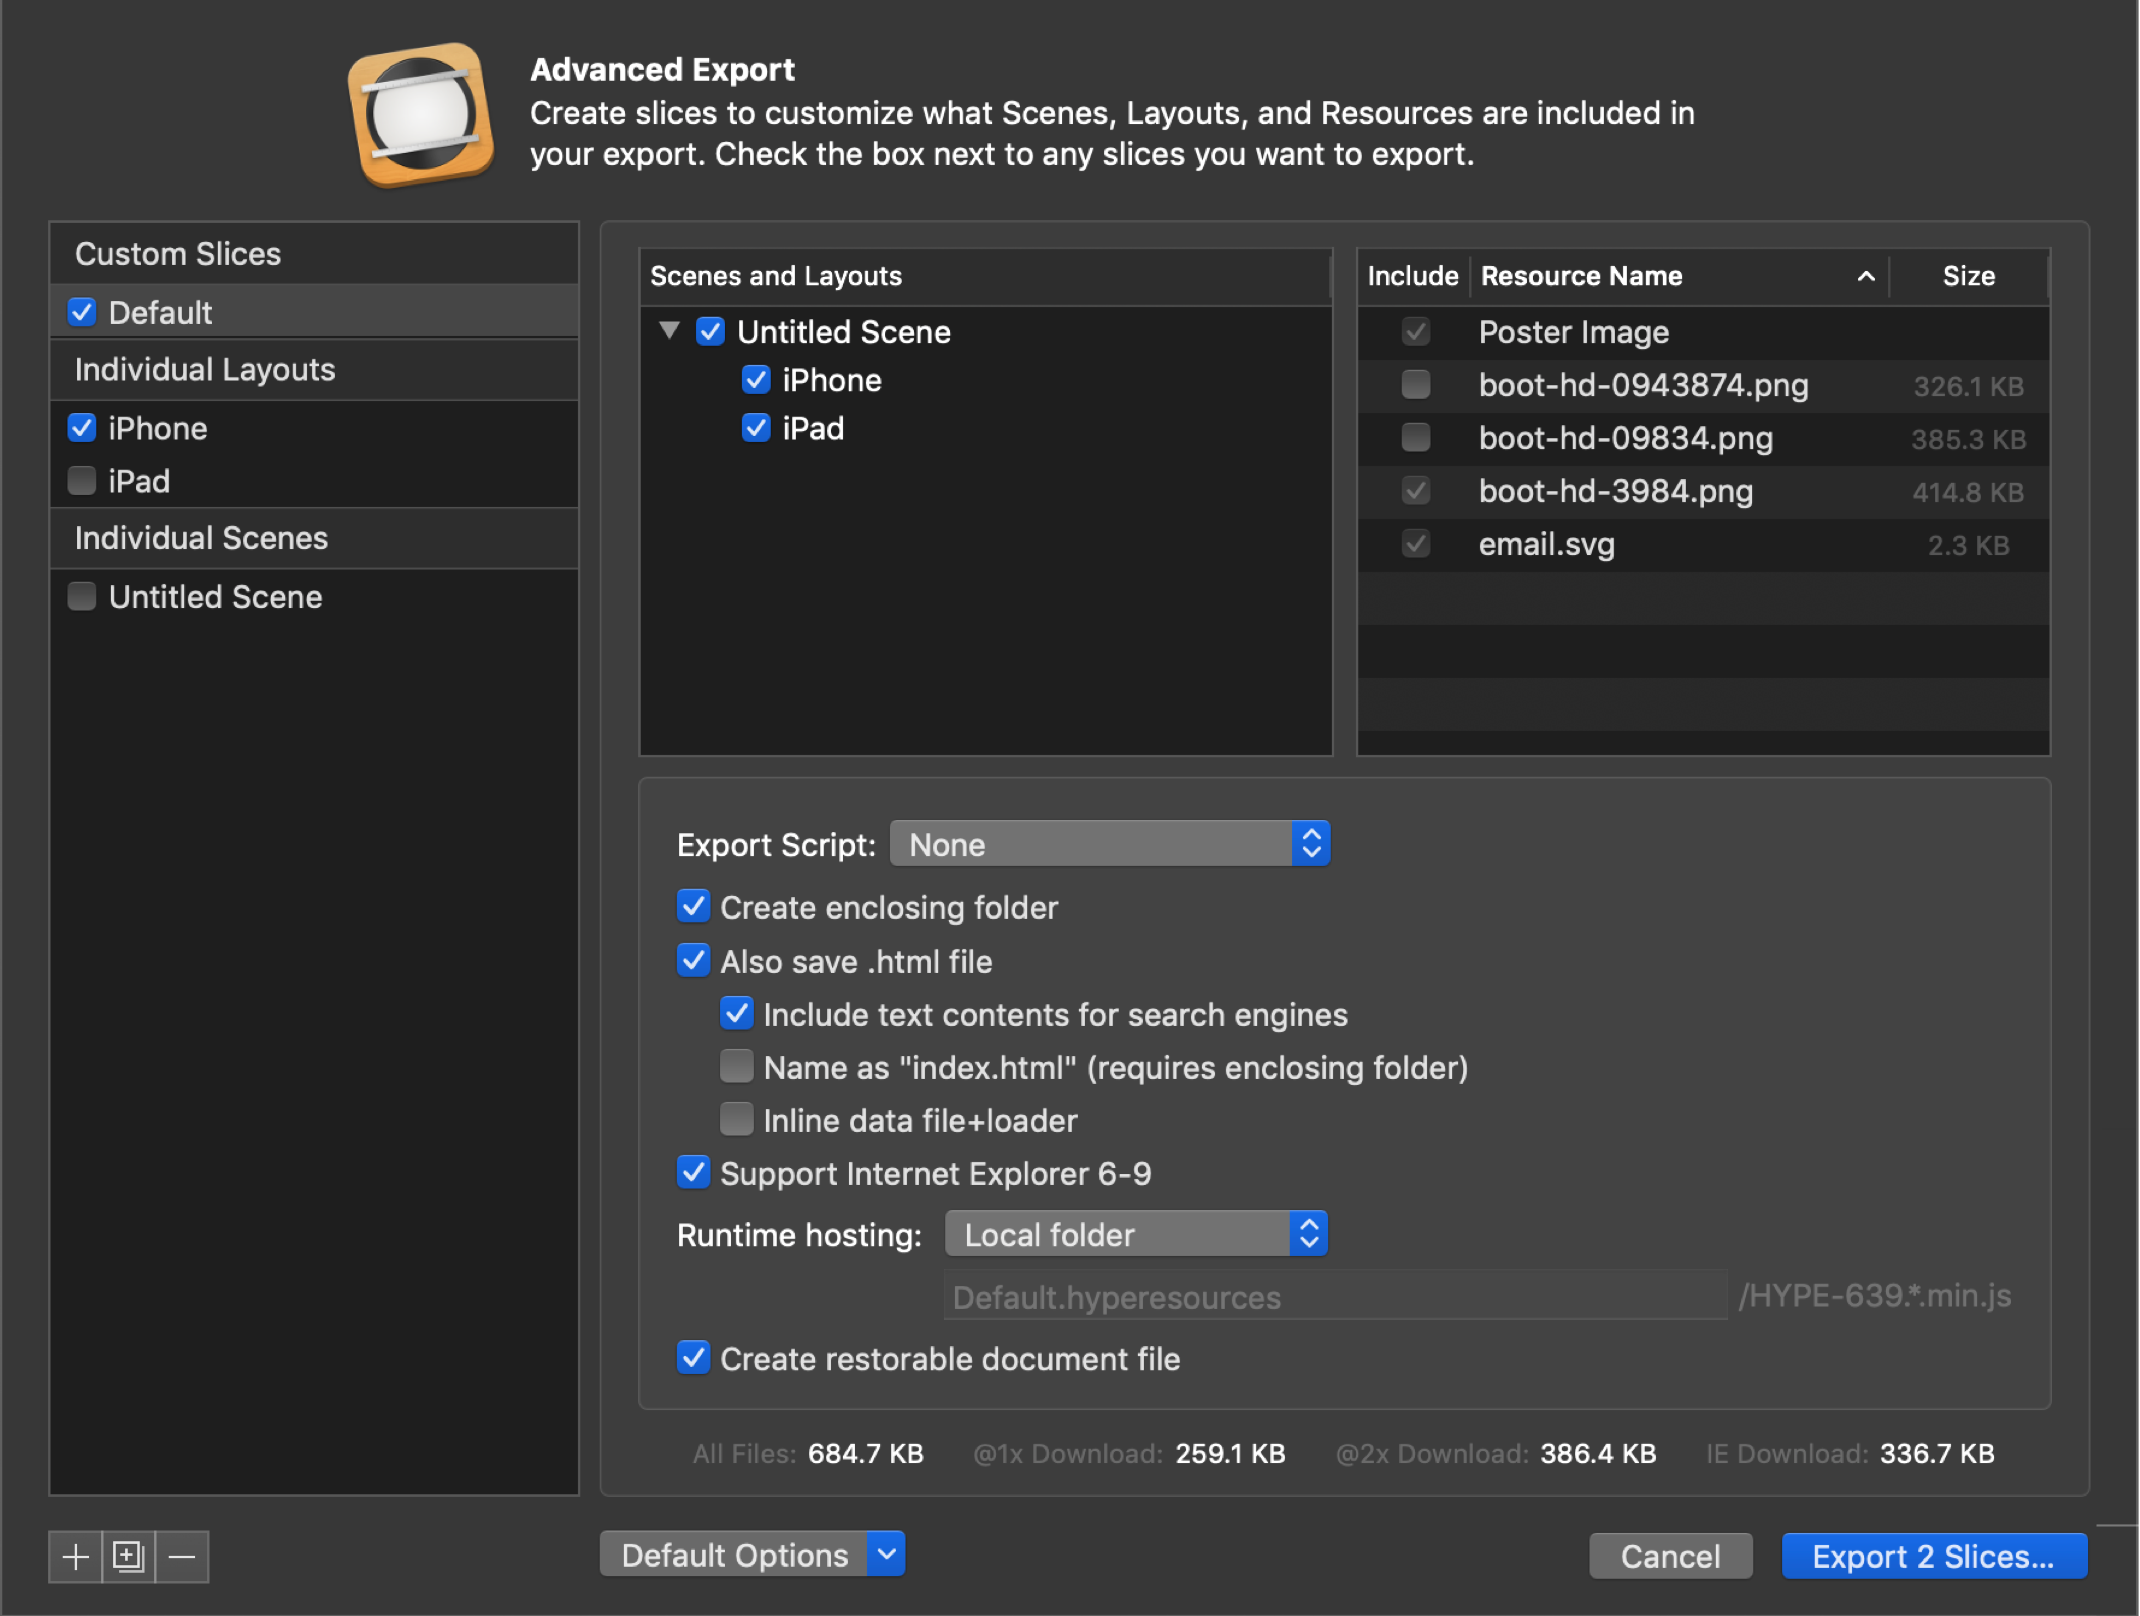 Advanced Export
Create slices to customize what Scenes, Layouts, and Resources are included in
your export. Check the box next to any slices you want to export.
Custom Slices
Default
Individual Layouts
iPhone
iPad
Individual Scenes
Untitled Scene
Scenes and Layouts
Untitled Scene
iPhone
iPad
Include Resource Name Size
Poster Image
boot-hd-0943874.png 326.1 KB
boot-hd-09834.png 385.3 KB
boot-hd-3984.png 414.8 KB
email.svg 2.3 KB
Export Script: None
Create enclosing folder
Also save .html file
Include text contents for search engines
Name as "index.html" (requires enclosing folder)
Inline data file+loader
Support Internet Explorer 6-9
Runtime hosting: Local folder
Default.hyperesources /HYPE-639.*.min.js
Create restorable document file
All Files: 684.7 KB @1x Download: 259.1 KB @2x Download: 386.4 KB IE Download: 336.7 KB
Default Options Cancel Export 2 Slices...